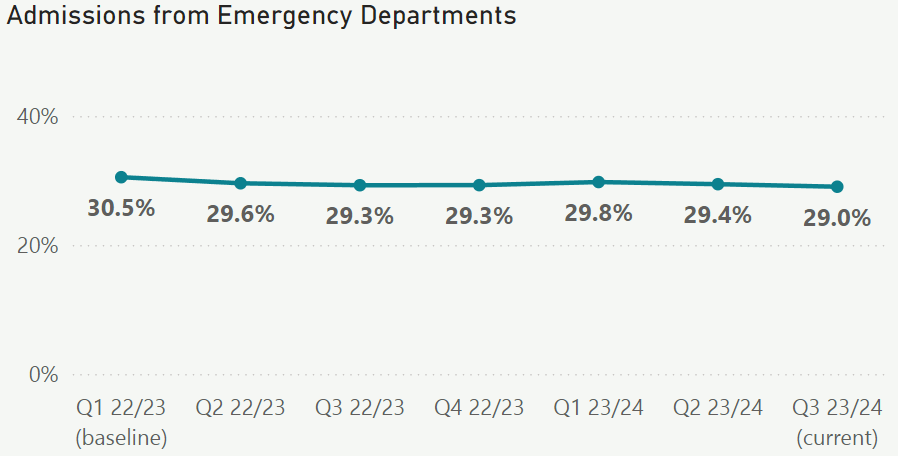 Admissions from Emergency Departments
40%
20%
0%
30.5%
29.6%
29.3%
29.3%
29.8%
29.4%
29.0%
Q1 22/23
(baseline)
Q2 22/23
Q3 22/23
Q4 22/23
Q1 23/24
Q2 23/24
Q3 23/24
(current)